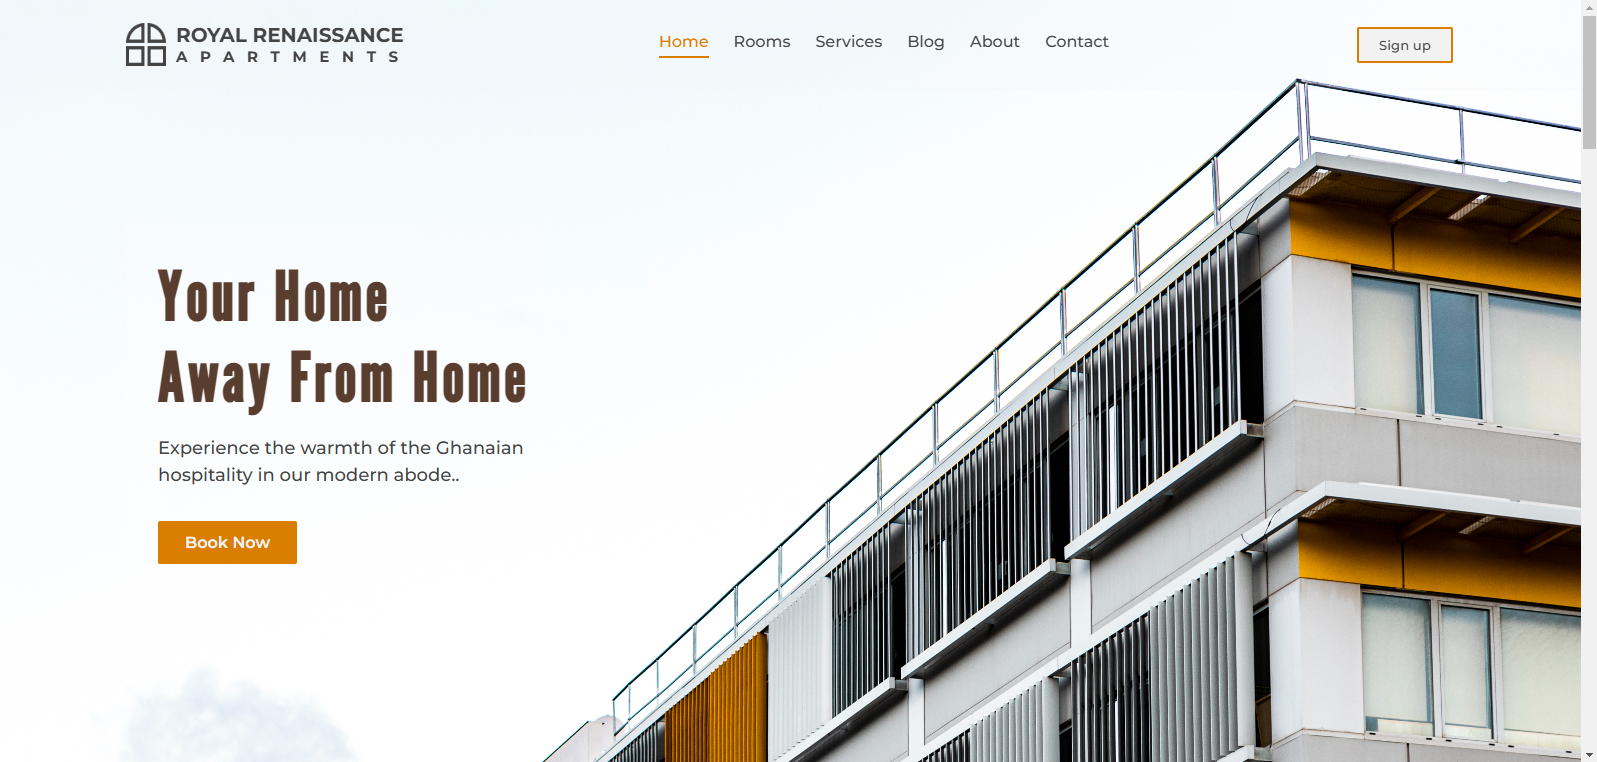 ROYAL RENAISSANCE
APARTMENTS
Home Rooms Services Blog About Contact
Sign up
Your Home
Away From Home
Experience the warmth of the Ghanaian
hospitality in our modern abode..
Book Now